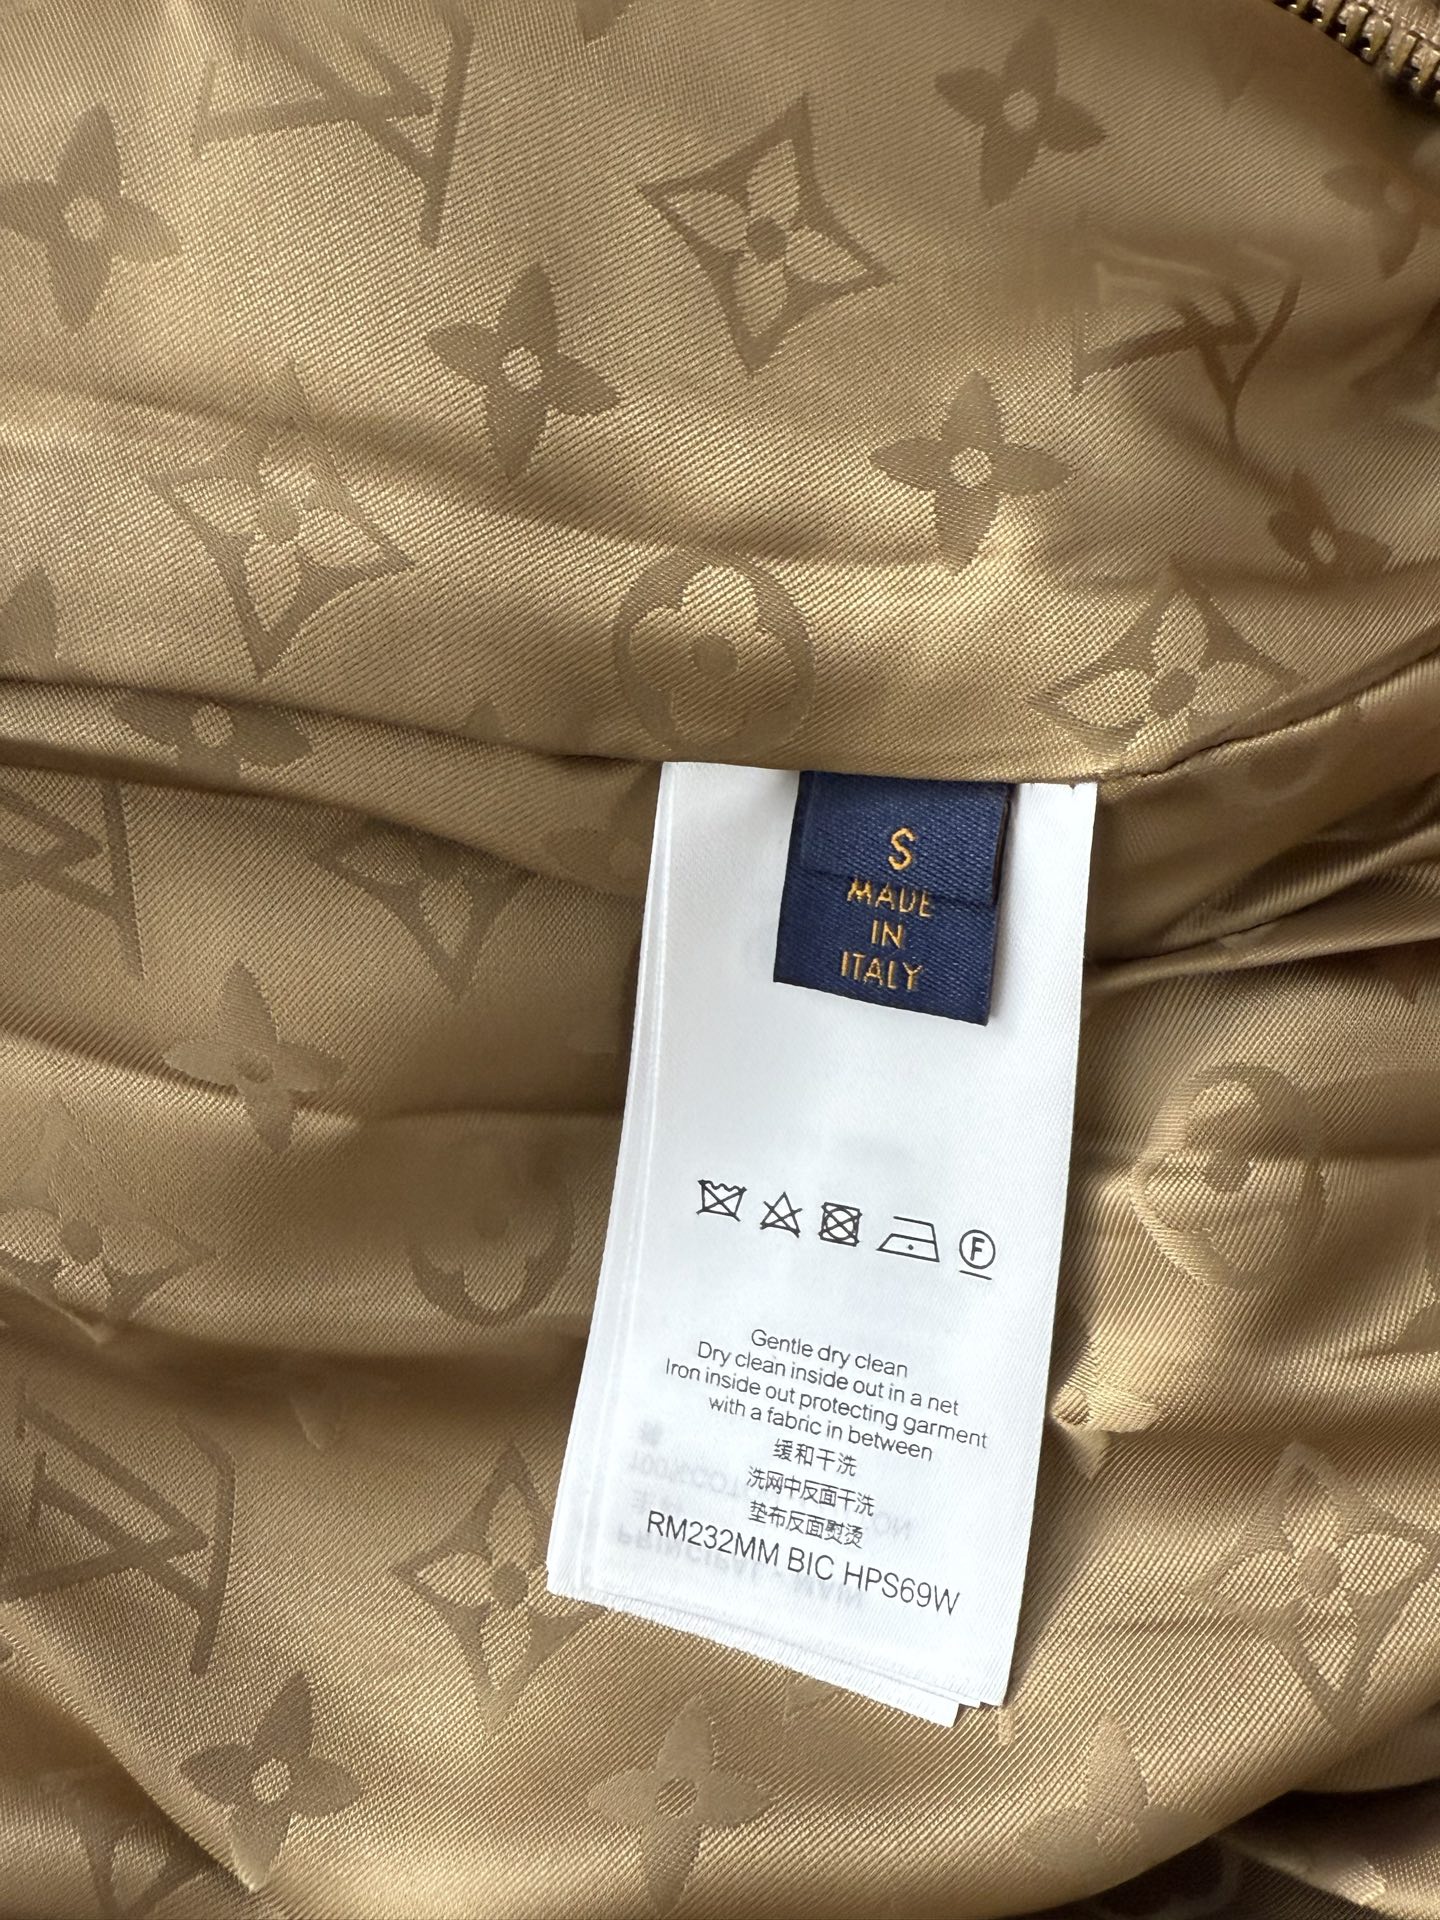 S
MADE
IN
ITALY
F
Gentle dry clean
Dry clean inside out in a net
Iron inside out protecting garment
with a fabric in between
缓和干洗
洗网中反面干洗
垫布反面熨烫
RM232MM BIC HPS69W